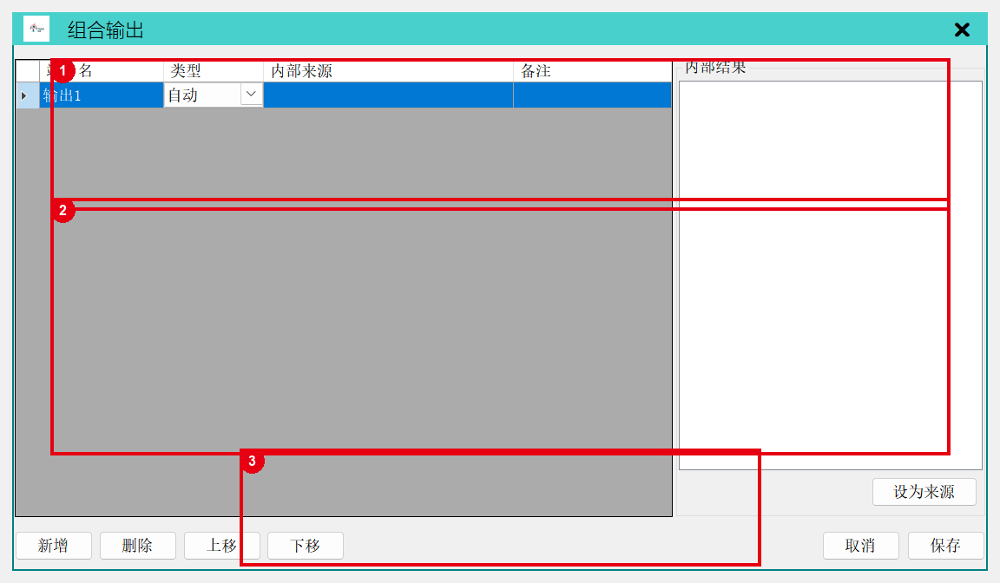 组合输出
1 名 类型 内部来源 备注
内部结果
输出1 自动
2
3
设为来源
新增 删除 上移 下移 取消 保存